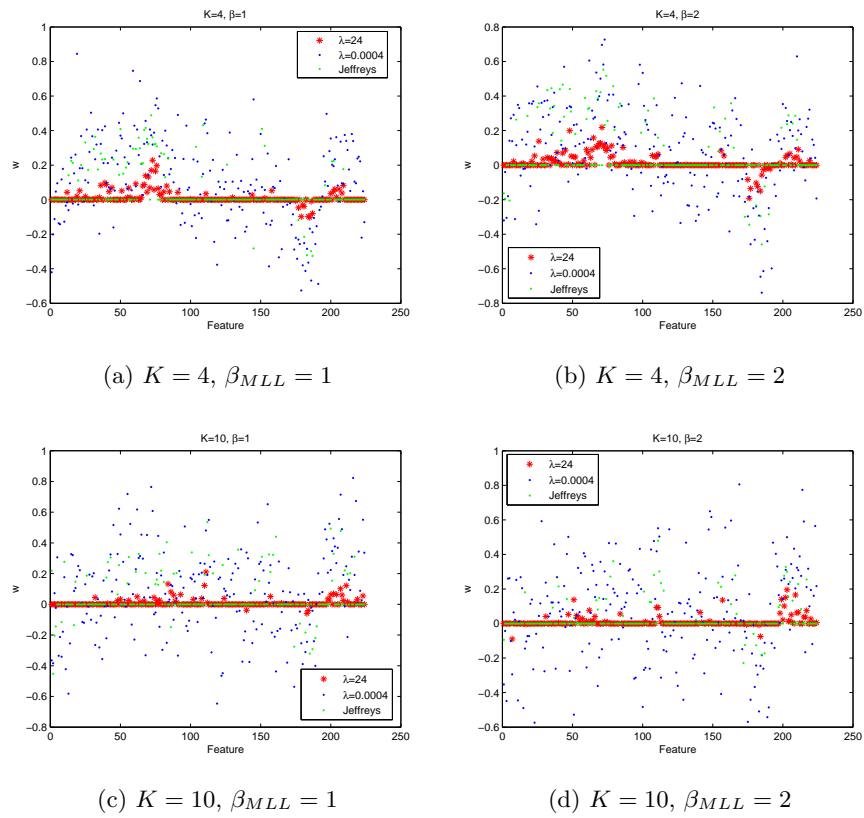 K=4, β=1
1
0.8
0.6
0.4
0.2
0
−0.2
−0.4
−0.6
w
0 50 100 150 200 250
Feature
λ=24
λ=0.0004
Jeffreys
(a) K = 4, β_MLL = 1
K=4, β=2
0.8
0.6
0.4
0.2
0
−0.2
−0.4
−0.6
−0.8
w
0 50 100 150 200 250
Feature
λ=24
λ=0.0004
Jeffreys
(b) K = 4, β_MLL = 2
K=10, β=1
1
0.8
0.6
0.4
0.2
0
−0.2
−0.4
−0.6
−0.8
w
0 50 100 150 200 250
Feature
λ=24
λ=0.0004
Jeffreys
(c) K = 10, β_MLL = 1
K=10, β=2
1
0.8
0.6
0.4
0.2
0
−0.2
−0.4
−0.6
w
0 50 100 150 200 250
Feature
λ=24
λ=0.0004
Jeffreys
(d) K = 10, β_MLL = 2